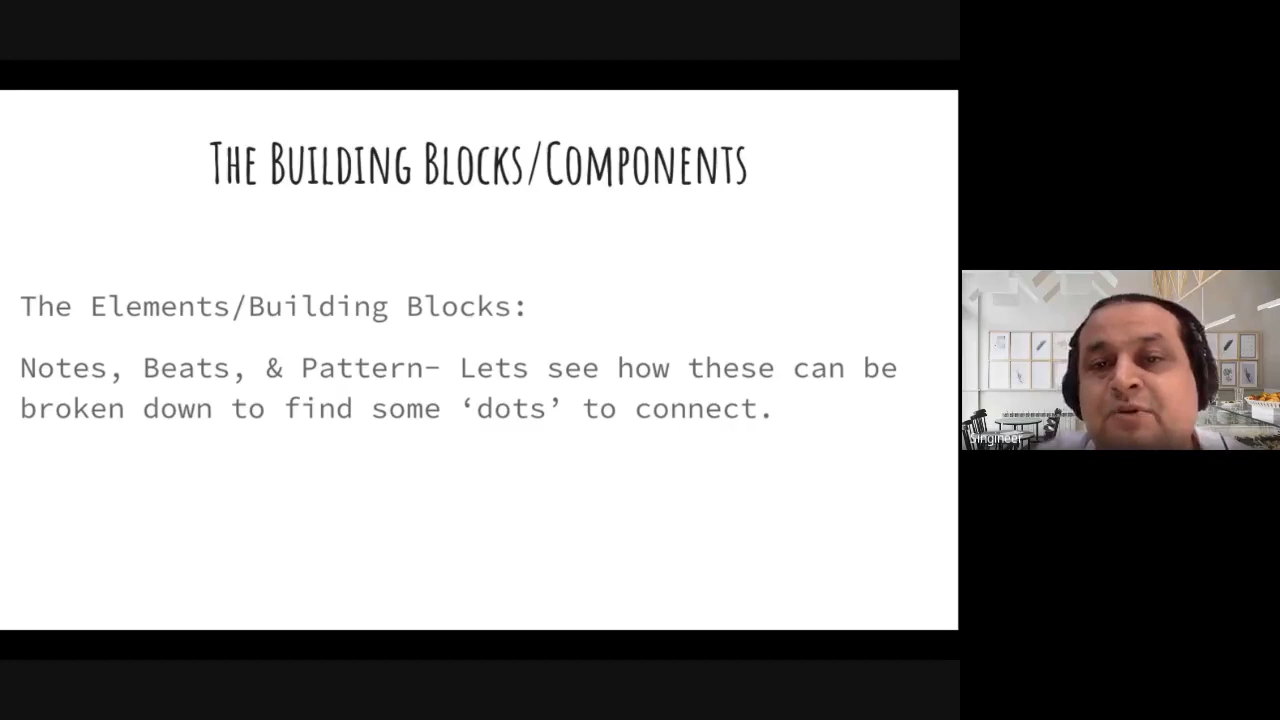 The Building Blocks/Components
The Elements/Building Blocks:
Notes, Beats, & Pattern- Lets see how these can be
broken down to find some ‘dots’ to connect.
Singineer